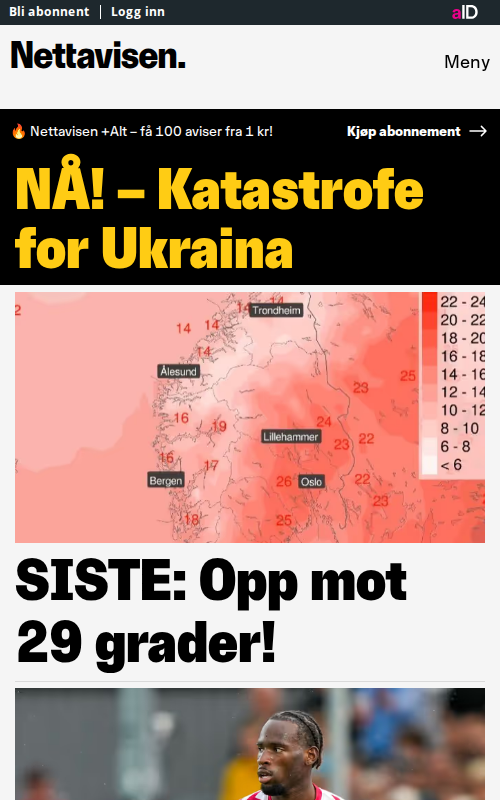 Bli abonnent | Logg inn
aID
Nettavisen.
Meny
🔥 Nettavisen +Alt – få 100 aviser fra 1 kr!
Kjøp abonnement →
NÅ! – Katastrofe
for Ukraina
2
14
14
Trondheim
14
14
14
Ålesund
25
23
16
19
24
Lillehammer
23
22
16
17
Bergen
26
Oslo
22
23
18
25
22 - 24
20 - 22
18 - 20
16 - 18
14 - 16
12 - 14
10 - 12
8 - 10
6 - 8
< 6
SISTE: Opp mot
29 grader!